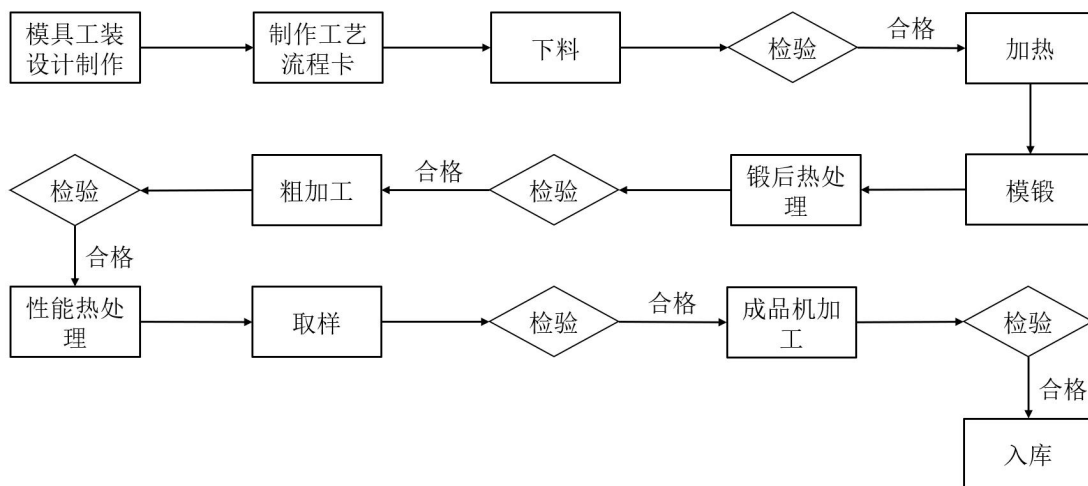 模具工装
设计制作
制作工艺
流程卡
下料
检验
合格
加热
模锻
锻后热处
理
检验
合格
粗加工
检验
合格
性能热处
理
取样
检验
合格
成品机加
工
检验
合格
入库